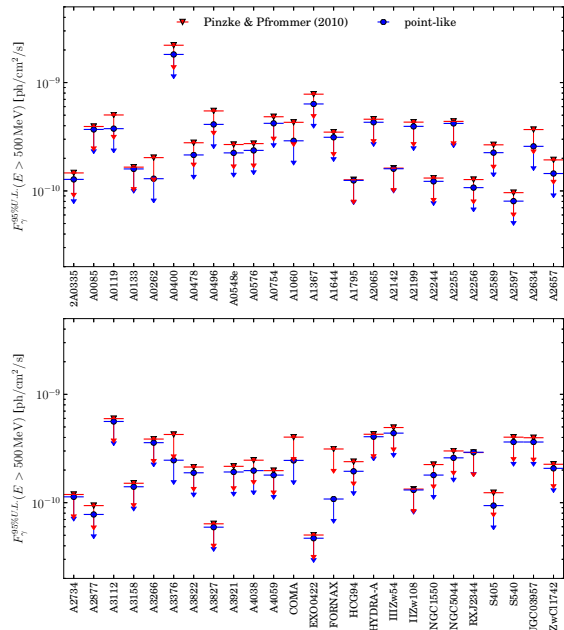 Pinzke & Pfrommer (2010) point-like
F_γ^{95%U.L.}(E > 500 MeV) [ph/cm²/s]
10⁻⁹
10⁻¹⁰
2A0335 A0085 A0119 A0133 A0262 A0400 A0478 A0496 A0548e A0576 A0754 A1060 A1367 A1644 A1795 A2065 A2142 A2199 A2244 A2255 A2256 A2589 A2597 A2634 A2657
F_γ^{95%U.L.}(E > 500 MeV) [ph/cm²/s]
10⁻⁹
10⁻¹⁰
A2734 A2877 A3112 A3158 A3266 A3376 A3822 A3827 A3921 A4038 A4059 COMA EXO0422 FORNAX HCG94 HYDRA-A IIIZw54 IIZw108 NGC1550 NGC5044 RXJ2344 S405 S540 UGC03957 ZwCl1742